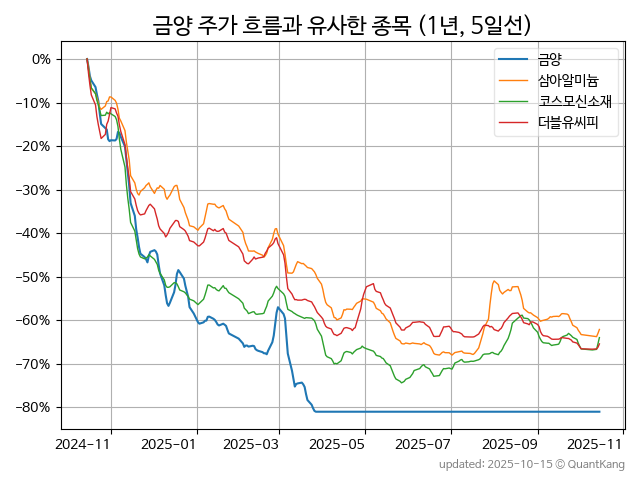 금양 주가 흐름과 유사한 종목 (1년, 5일선)
금양
삼아알미늄
코스모신소재
더블유씨피
0%
−10%
−20%
−30%
−40%
−50%
−60%
−70%
−80%
2024-11 2025-01 2025-03 2025-05 2025-07 2025-09 2025-11
updated: 2025-10-15 © QuantKang